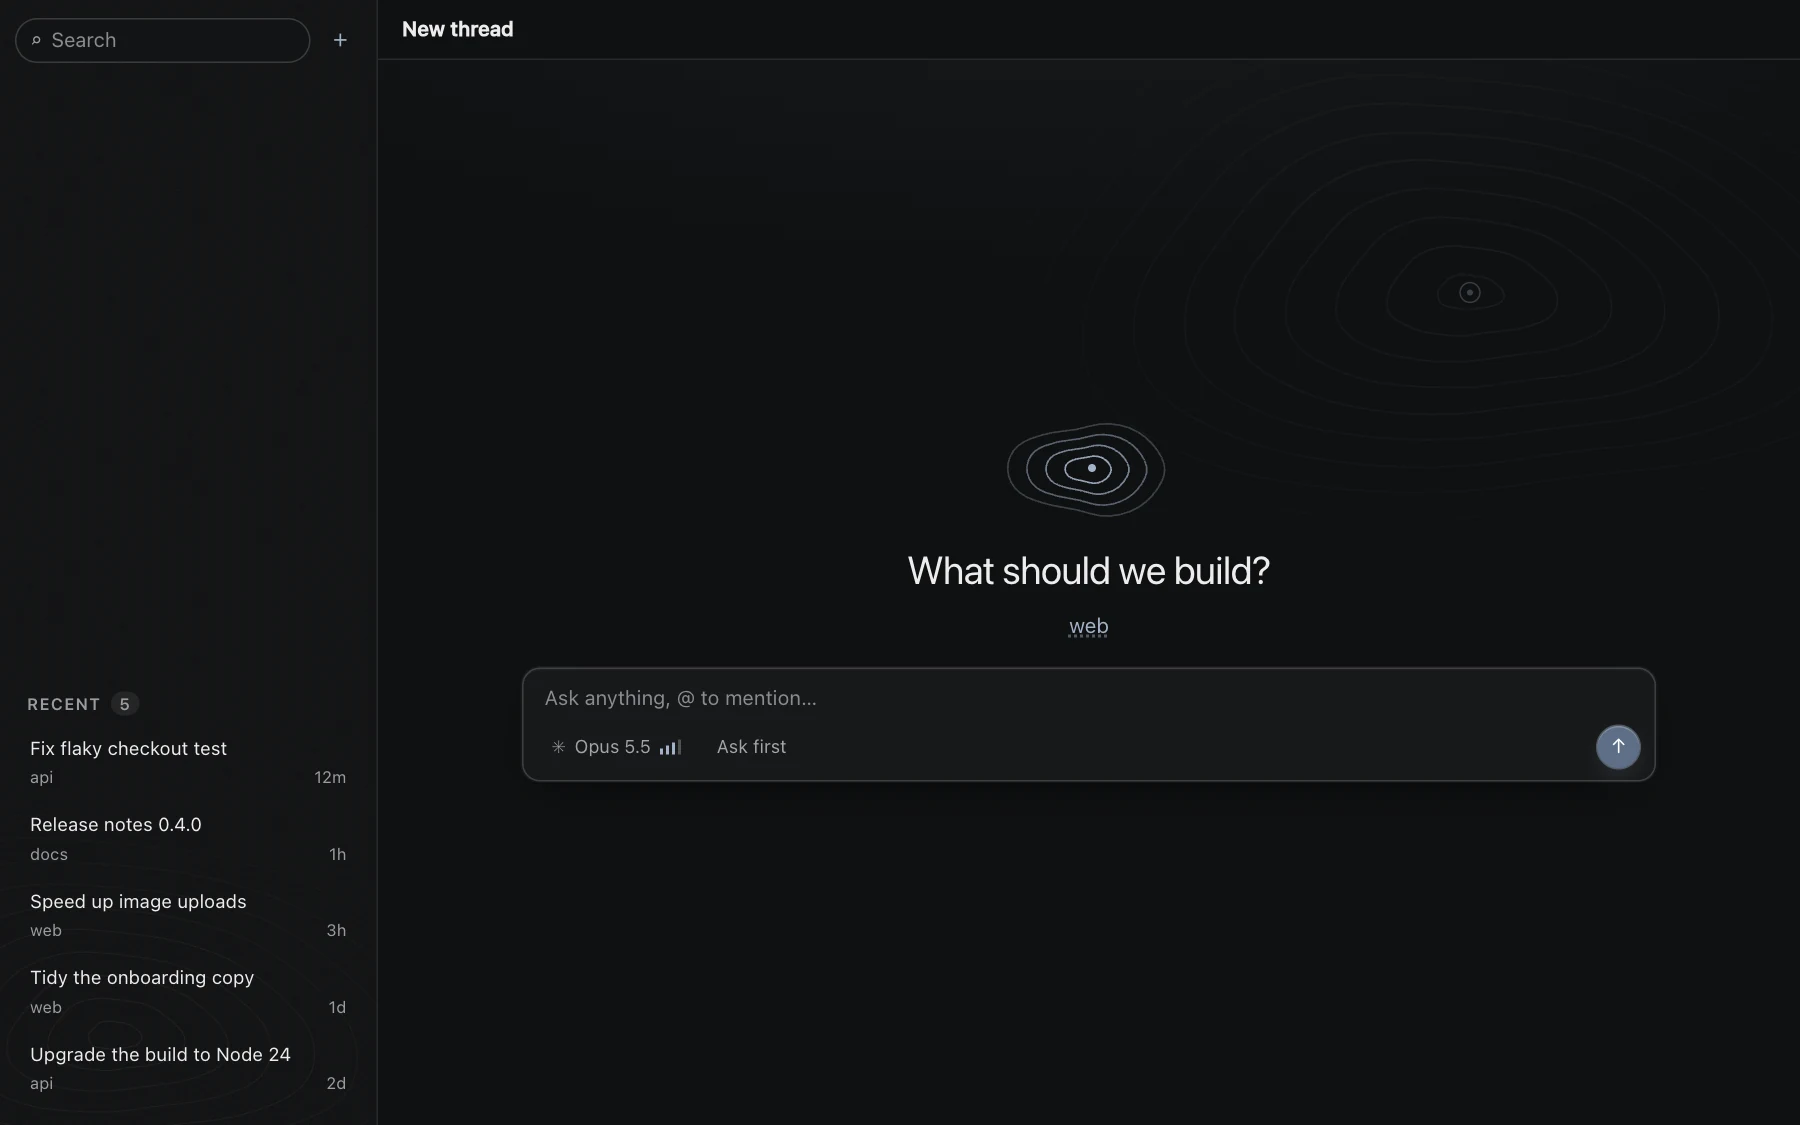 Search
New thread
What should we build?
web
Ask anything, @ to mention...
Opus 5.5
Ask first
RECENT 5
Fix flaky checkout test
api 12m
Release notes 0.4.0
docs 1h
Speed up image uploads
web 3h
Tidy the onboarding copy
web 1d
Upgrade the build to Node 24
api 2d